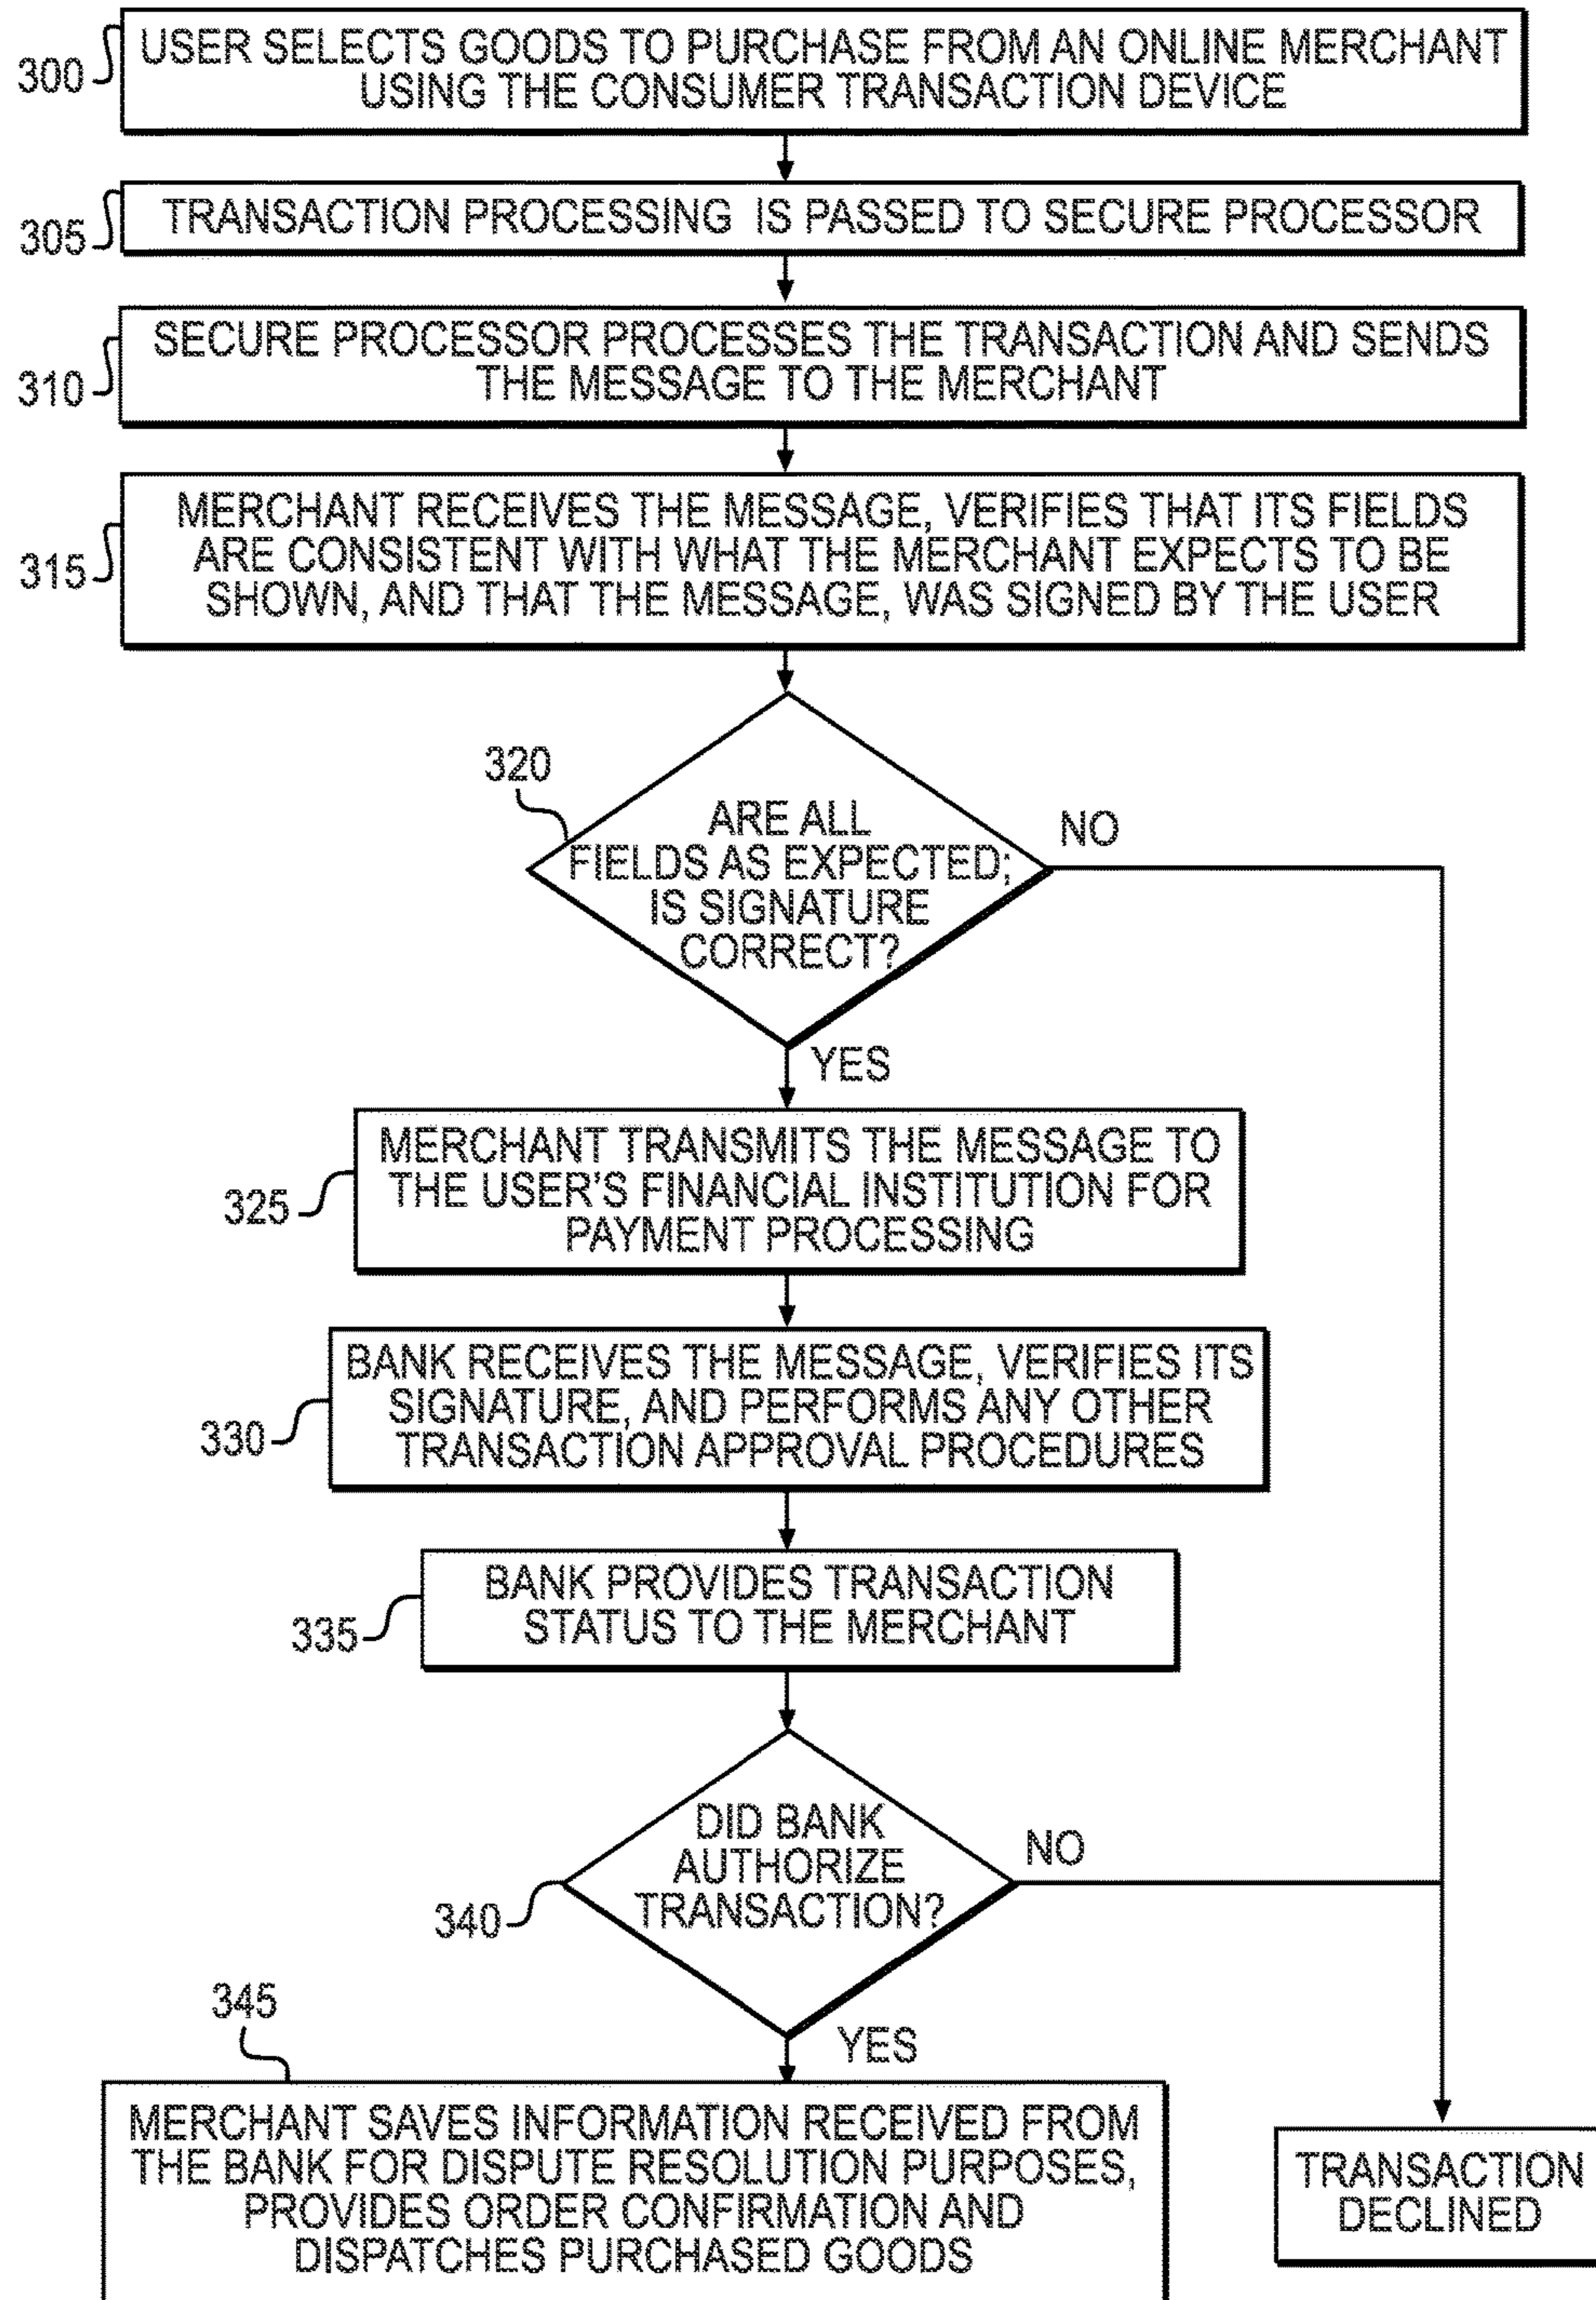 300
USER SELECTS GOODS TO PURCHASE FROM AN ONLINE MERCHANT
USING THE CONSUMER TRANSACTION DEVICE
305
TRANSACTION PROCESSING IS PASSED TO SECURE PROCESSOR
310
SECURE PROCESSOR PROCESSES THE TRANSACTION AND SENDS
THE MESSAGE TO THE MERCHANT
315
MERCHANT RECEIVES THE MESSAGE, VERIFIES THAT ITS FIELDS
ARE CONSISTENT WITH WHAT THE MERCHANT EXPECTS TO BE
SHOWN, AND THAT THE MESSAGE, WAS SIGNED BY THE USER
320
ARE ALL
FIELDS AS EXPECTED;
IS SIGNATURE
CORRECT?
NO
YES
325
MERCHANT TRANSMITS THE MESSAGE TO
THE USER'S FINANCIAL INSTITUTION FOR
PAYMENT PROCESSING
330
BANK RECEIVES THE MESSAGE, VERIFIES ITS
SIGNATURE, AND PERFORMS ANY OTHER
TRANSACTION APPROVAL PROCEDURES
335
BANK PROVIDES TRANSACTION
STATUS TO THE MERCHANT
340
DID BANK
AUTHORIZE
TRANSACTION?
NO
YES
345
MERCHANT SAVES INFORMATION RECEIVED FROM
THE BANK FOR DISPUTE RESOLUTION PURPOSES,
PROVIDES ORDER CONFIRMATION AND
DISPATCHES PURCHASED GOODS
TRANSACTION
DECLINED